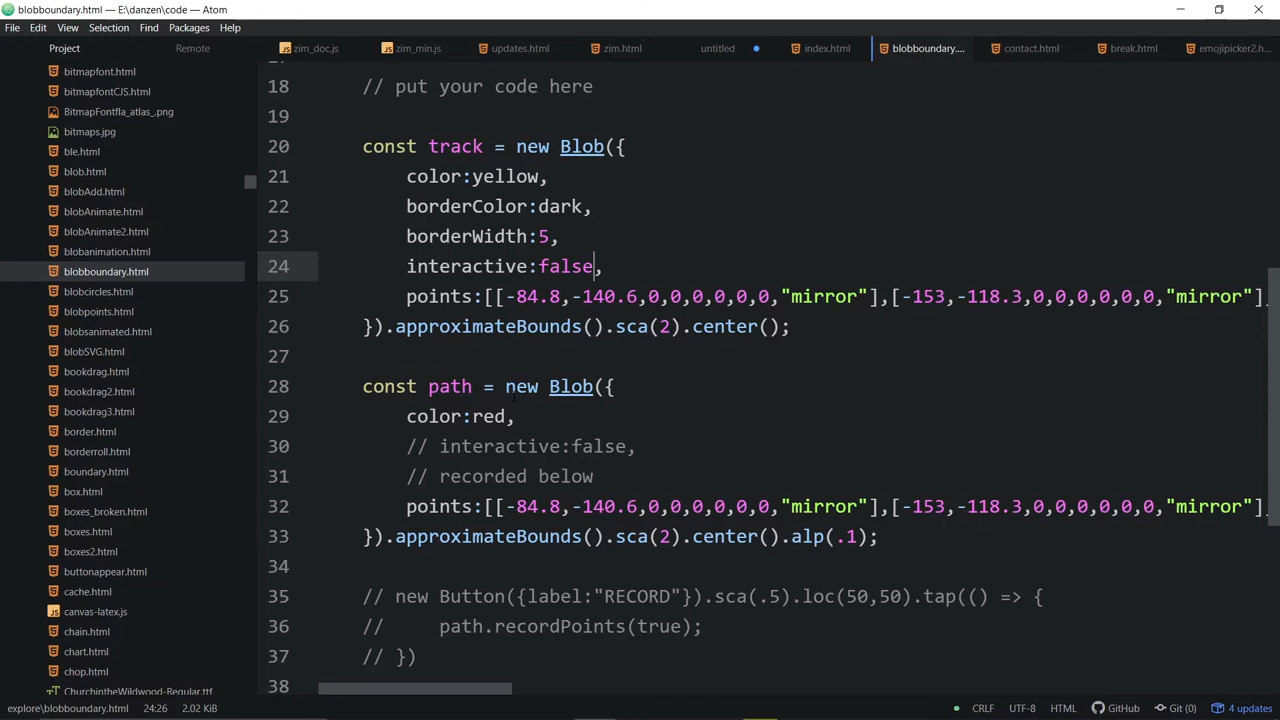 blobboundary.html — E:\danzen\code — Atom
File Edit View Selection Find Packages Help
Project Remote
zim_doc.js zim_min.js updates.html zim.html untitled index.html blobboundary.... contact.html break.html emojipicker2.h...
bitmapfont.html
bitmapfontCJS.html
BitmapFontfla_atlas_.png
bitmaps.jpg
ble.html
blob.html
blobAdd.html
blobAnimate.html
blobAnimate2.html
blobanimation.html
blobboundary.html
blobcircles.html
blobpoints.html
blobsanimated.html
blobSVG.html
bookdrag.html
bookdrag2.html
bookdrag3.html
border.html
borderroll.html
boundary.html
box.html
boxes_broken.html
boxes.html
boxes2.html
buttonappear.html
cache.html
canvas-latex.js
chain.html
chart.html
chop.html
ChurchintheWildwood-Regular.ttf
18 // put your code here
19
20 const track = new Blob({
21 color:yellow,
22 borderColor:dark,
23 borderWidth:5,
24 interactive:false,
25 points:[[-84.8,-140.6,0,0,0,0,0,0,"mirror"],[-153,-118.3,0,0,0,0,0,0,"mirror"],
26 }).approximateBounds().sca(2).center();
27
28 const path = new Blob({
29 color:red,
30 // interactive:false,
31 // recorded below
32 points:[[-84.8,-140.6,0,0,0,0,0,0,"mirror"],[-153,-118.3,0,0,0,0,0,0,"mirror"],
33 }).approximateBounds().sca(2).center().alp(.1);
34
35 // new Button({label:"RECORD"}).sca(.5).loc(50,50).tap(() => {
36 // path.recordPoints(true);
37 // })
38
explore\blobboundary.html 24:26 2.02 KiB CRLF UTF-8 HTML GitHub Git (0) 4 updates